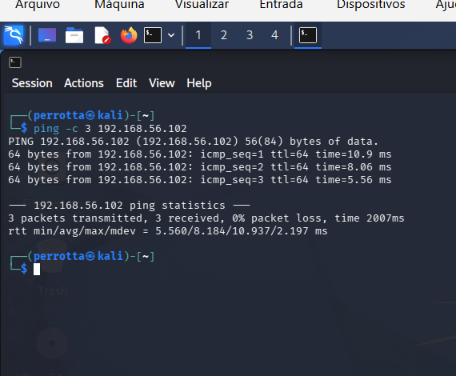 Arquivo Máquina Visualizar Entrada Dispositivos
1 2 3 4
Session Actions Edit View Help
┌──(perrotta㉿kali)-[~]
└─$ ping -c 3 192.168.56.102
PING 192.168.56.102 (192.168.56.102) 56(84) bytes of data.
64 bytes from 192.168.56.102: icmp_seq=1 ttl=64 time=10.9 ms
64 bytes from 192.168.56.102: icmp_seq=2 ttl=64 time=8.06 ms
64 bytes from 192.168.56.102: icmp_seq=3 ttl=64 time=5.56 ms
--- 192.168.56.102 ping statistics ---
3 packets transmitted, 3 received, 0% packet loss, time 2007ms
rtt min/avg/max/mdev = 5.560/8.184/10.937/2.197 ms
┌──(perrotta㉿kali)-[~]
└─$
Trash